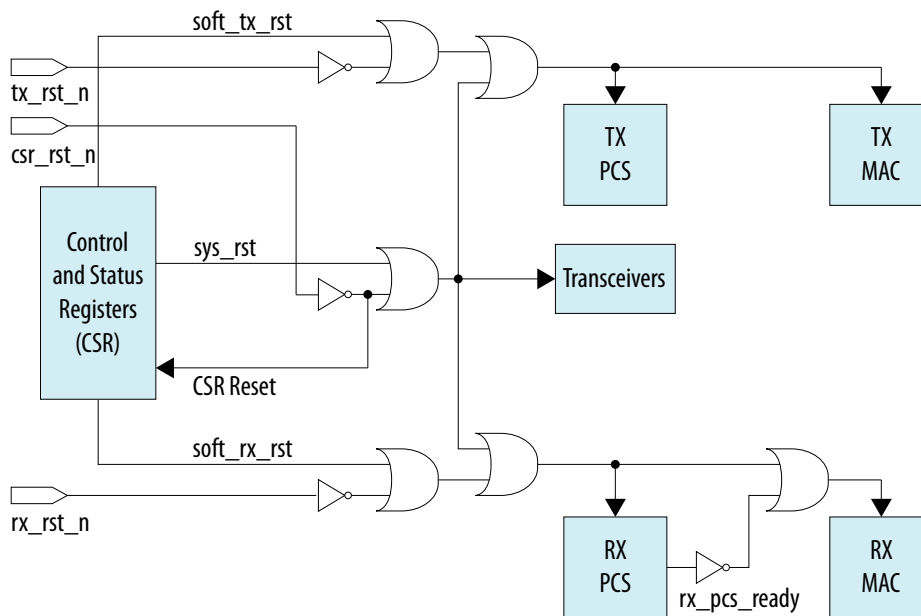 soft_tx_rst
tx_rst_n
csr_rst_n
TX
PCS
TX
MAC
Control
and Status
Registers
(CSR)
sys_rst
Transceivers
CSR Reset
soft_rx_rst
rx_rst_n
RX
PCS
rx_pcs_ready
RX
MAC